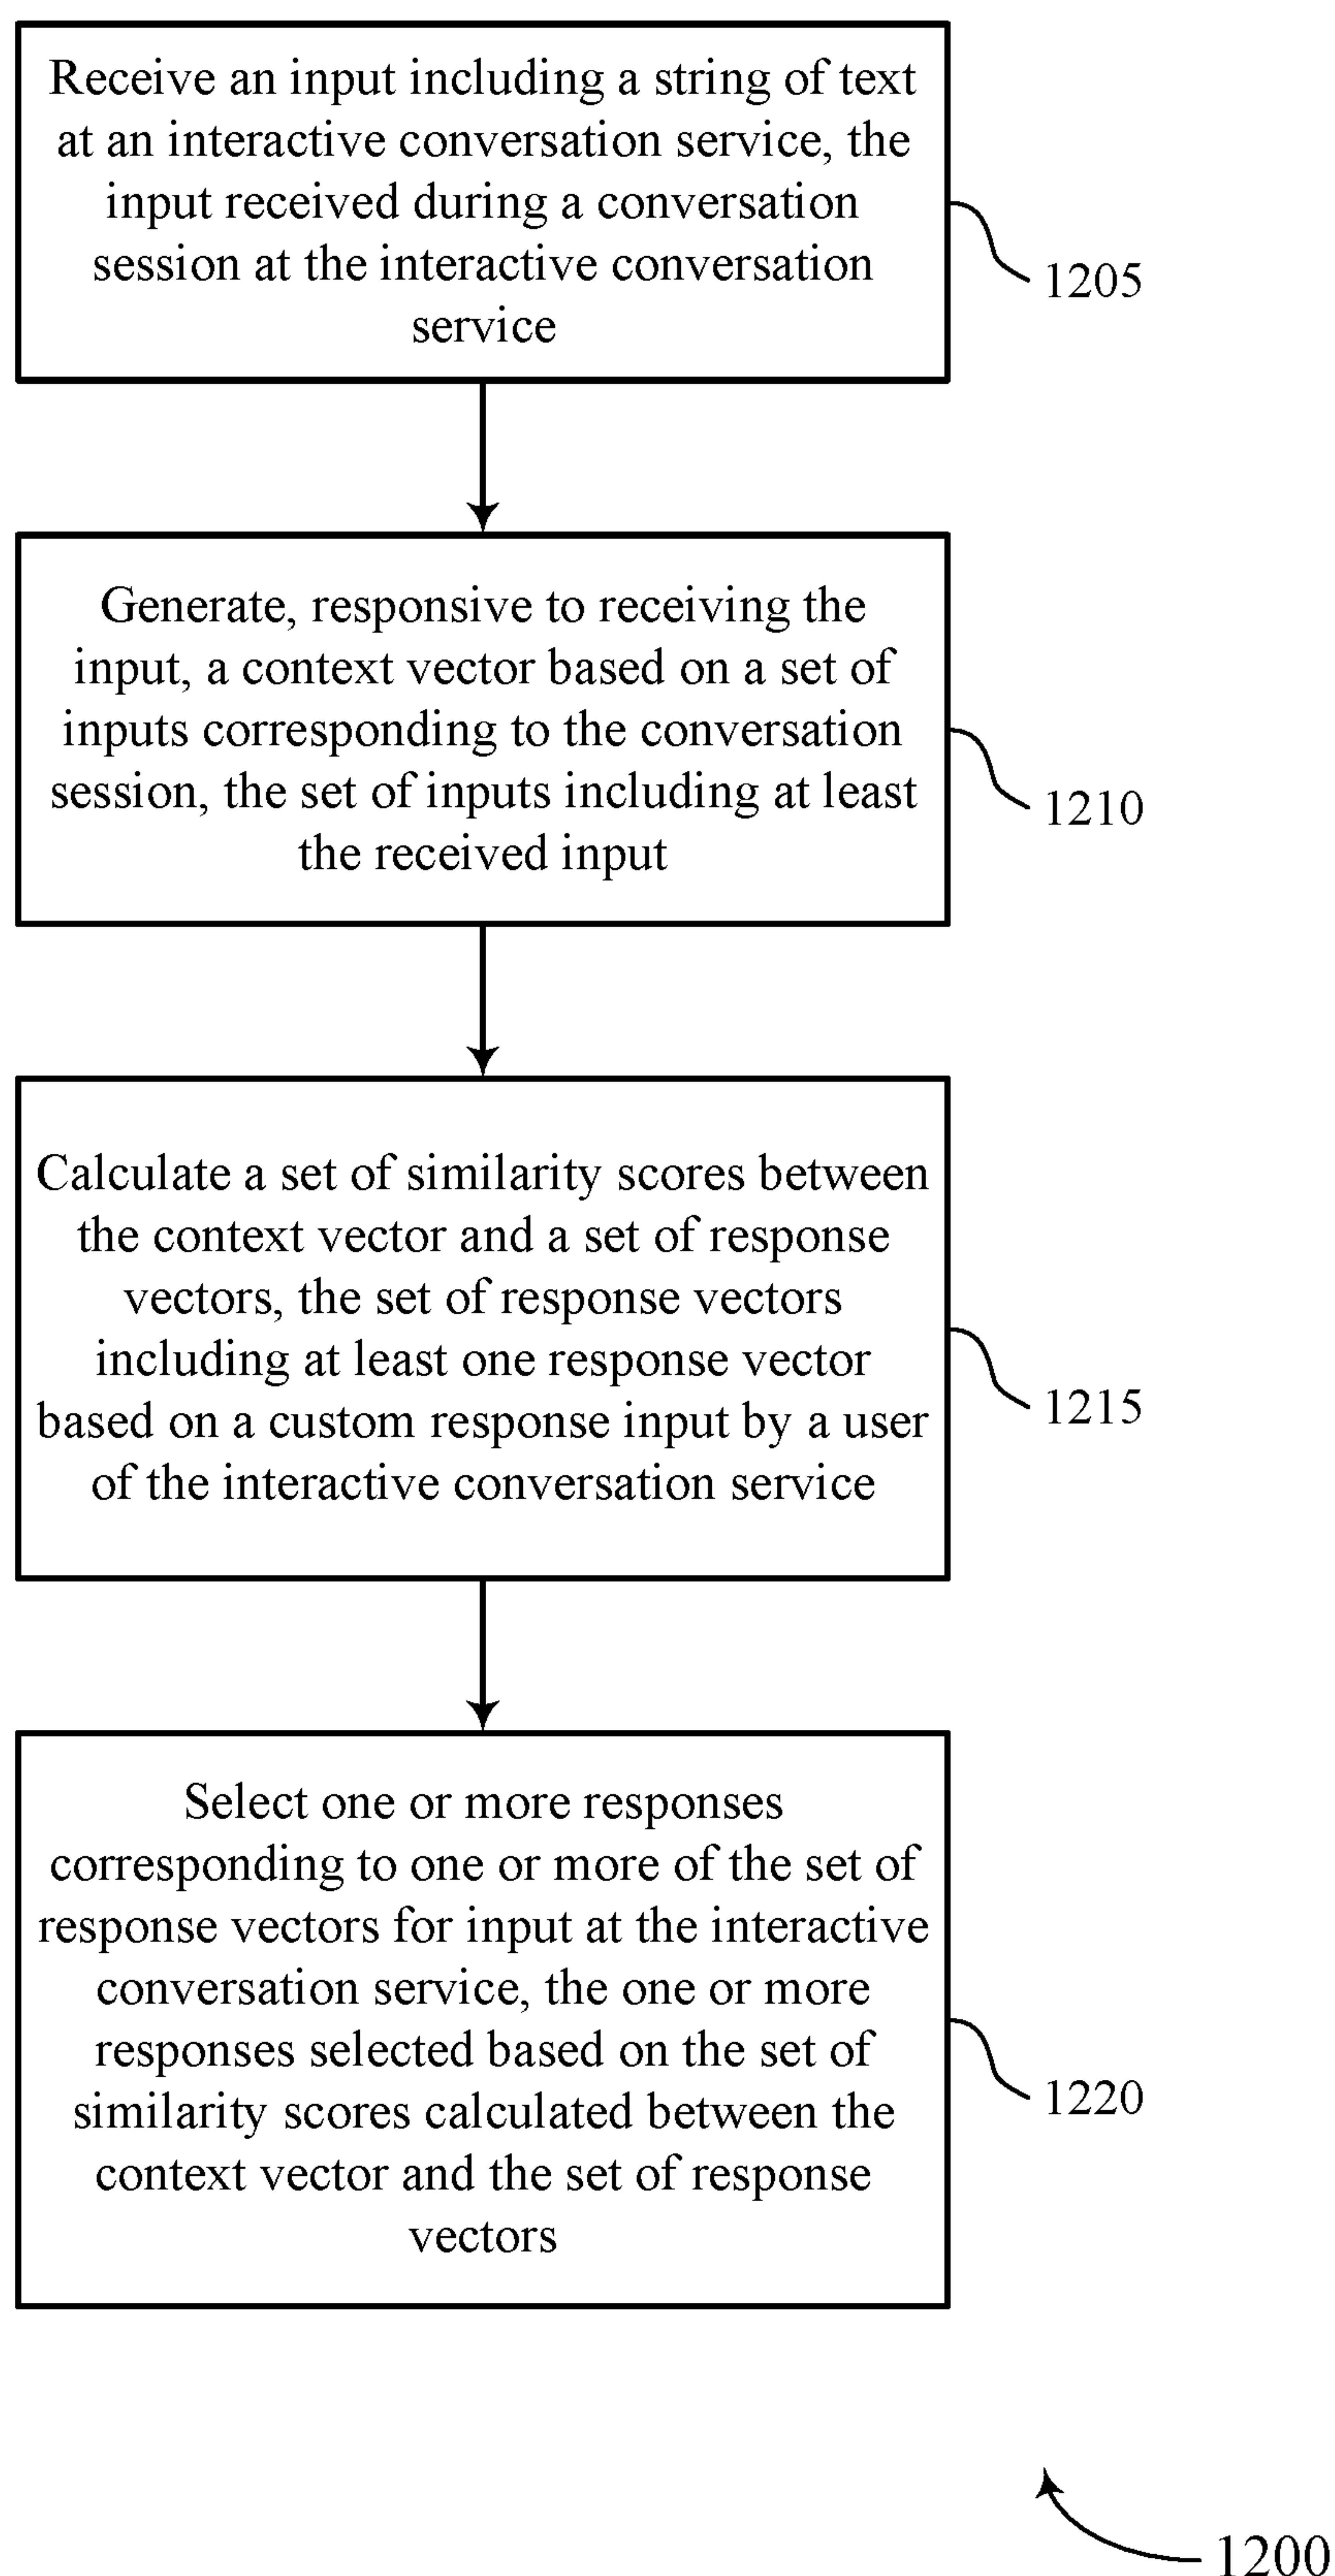 Receive an input including a string of text
at an interactive conversation service, the
input received during a conversation
session at the interactive conversation
service
1205
Generate, responsive to receiving the
input, a context vector based on a set of
inputs corresponding to the conversation
session, the set of inputs including at least
the received input
1210
Calculate a set of similarity scores between
the context vector and a set of response
vectors, the set of response vectors
including at least one response vector
based on a custom response input by a user
of the interactive conversation service
1215
Select one or more responses
corresponding to one or more of the set of
response vectors for input at the interactive
conversation service, the one or more
responses selected based on the set of
similarity scores calculated between the
context vector and the set of response
vectors
1220
1200